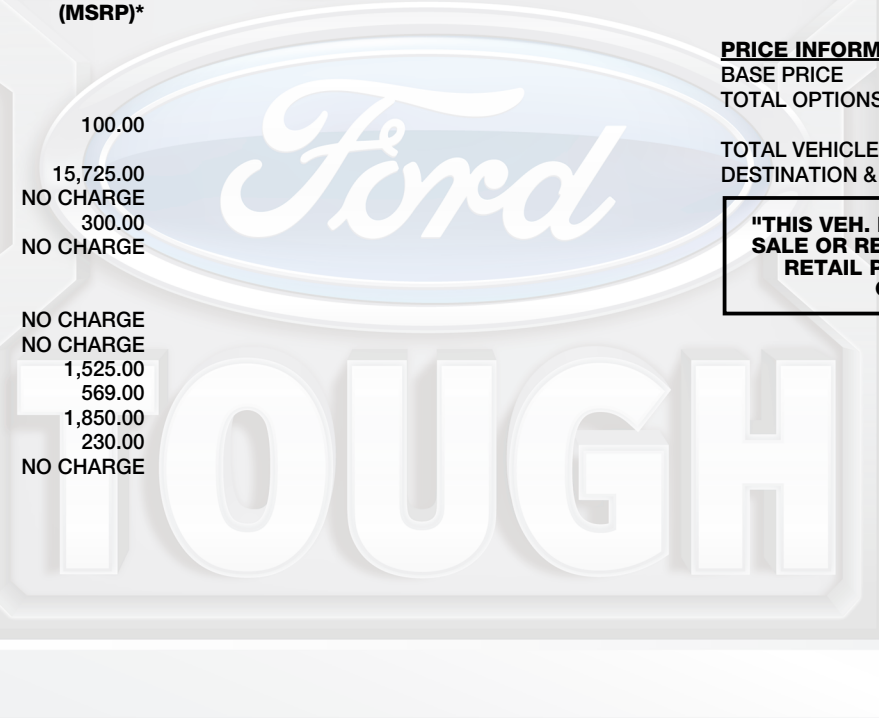 (MSRP)*
100.00
15,725.00
NO CHARGE
300.00
NO CHARGE
NO CHARGE
NO CHARGE
1,525.00
569.00
1,850.00
230.00
NO CHARGE
PRICE
BASE PRICE
TOTAL OPTIONS
TOTAL VEHICLE
DESTINATION &
"THIS VEH.
SALE OR
RETAIL
Ford
TOUGH